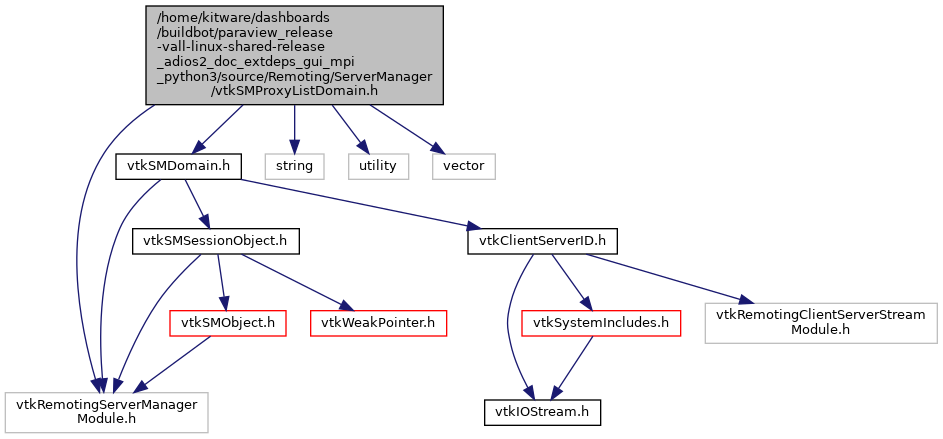 /home/kitware/dashboards
/buildbot/paraview_release
-vall-linux-shared-release
_adios2_doc_extdeps_gui_mpi
_python3/source/Remoting/ServerManager
/vtkSMProxyListDomain.h
vtkSMDomain.h
string
utility
vector
vtkSMSessionObject.h
vtkClientServerID.h
vtkSMObject.h
vtkWeakPointer.h
vtkSystemIncludes.h
vtkRemotingClientServerStream
Module.h
vtkRemotingServerManager
Module.h
vtkIOStream.h